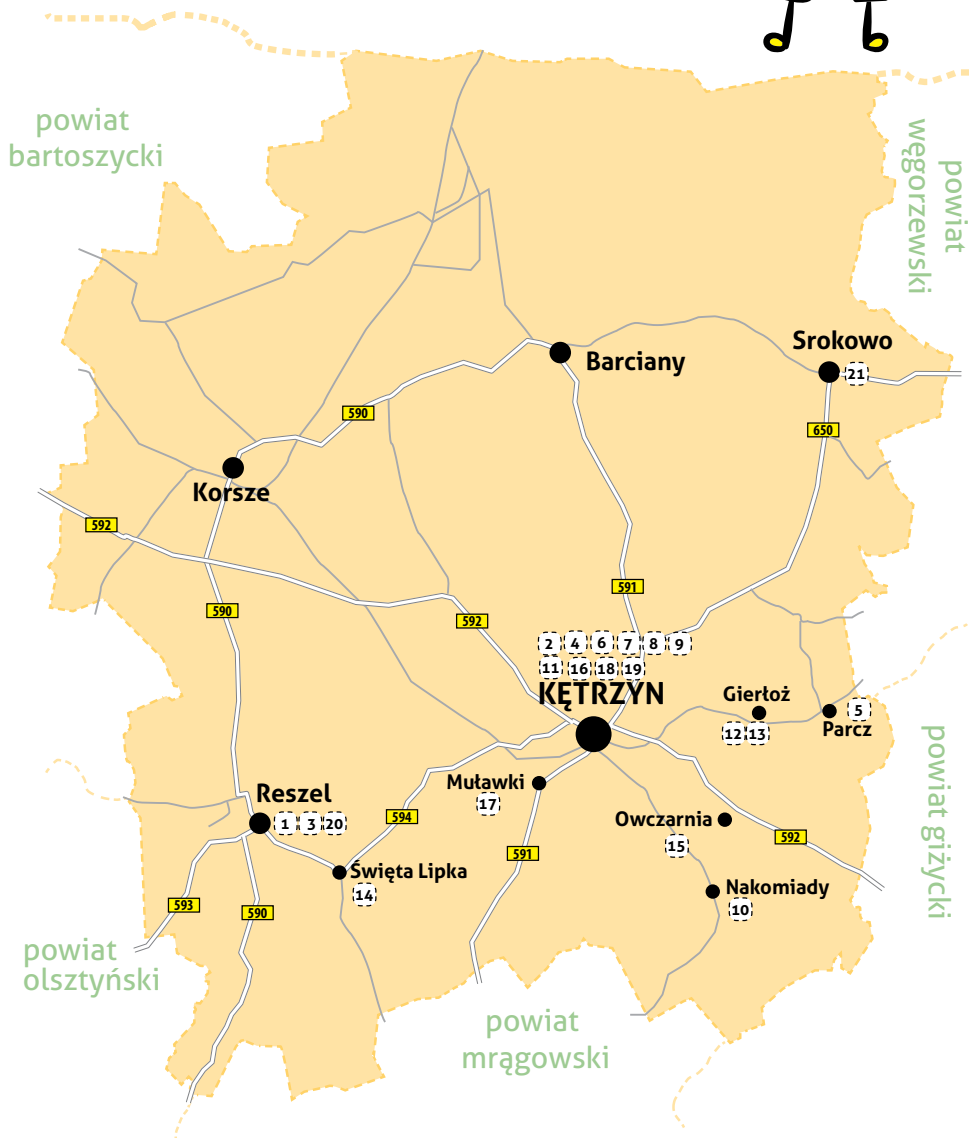 powiat
bartoszycki
powiat
węgorzewski
Srokowo
21
Barciany
590
650
Korsze
592
591
590
592
2 4 6 7 8 9
11 16 18 19
KĘTRZYN
Gierłoż
12 13
5
Parcz
powiat giżycki
Muławki
17
Reszel
1 3 20
594
Owczarnia
15
592
591
Święta Lipka
14
Nakomiady
10
593
590
powiat
olsztyński
powiat
mrągowski